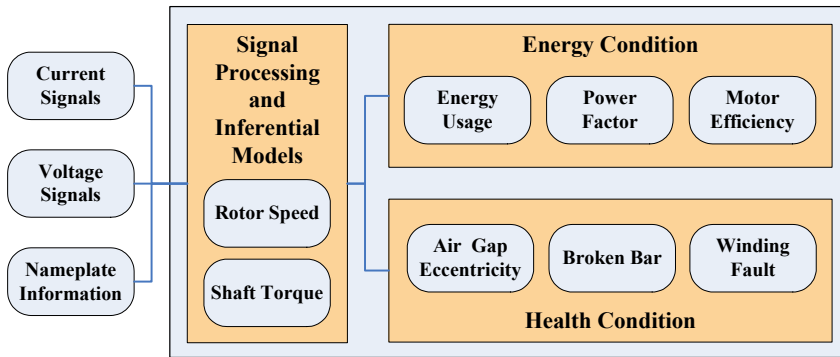 Current
Signals
Voltage
Signals
Nameplate
Information
Signal
Processing
and
Inferential
Models
Rotor Speed
Shaft Torque
Energy Condition
Energy
Usage
Power
Factor
Motor
Efficiency
Air Gap
Eccentricity
Broken Bar
Winding
Fault
Health Condition